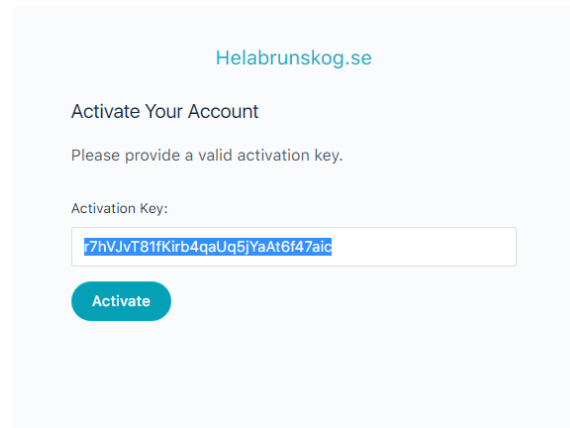 Helabrunskog.se
Activate Your Account
Please provide a valid activation key.
Activation Key:
r7hVJvT81fKirb4qaUq5jYaAt6f47aic
Activate